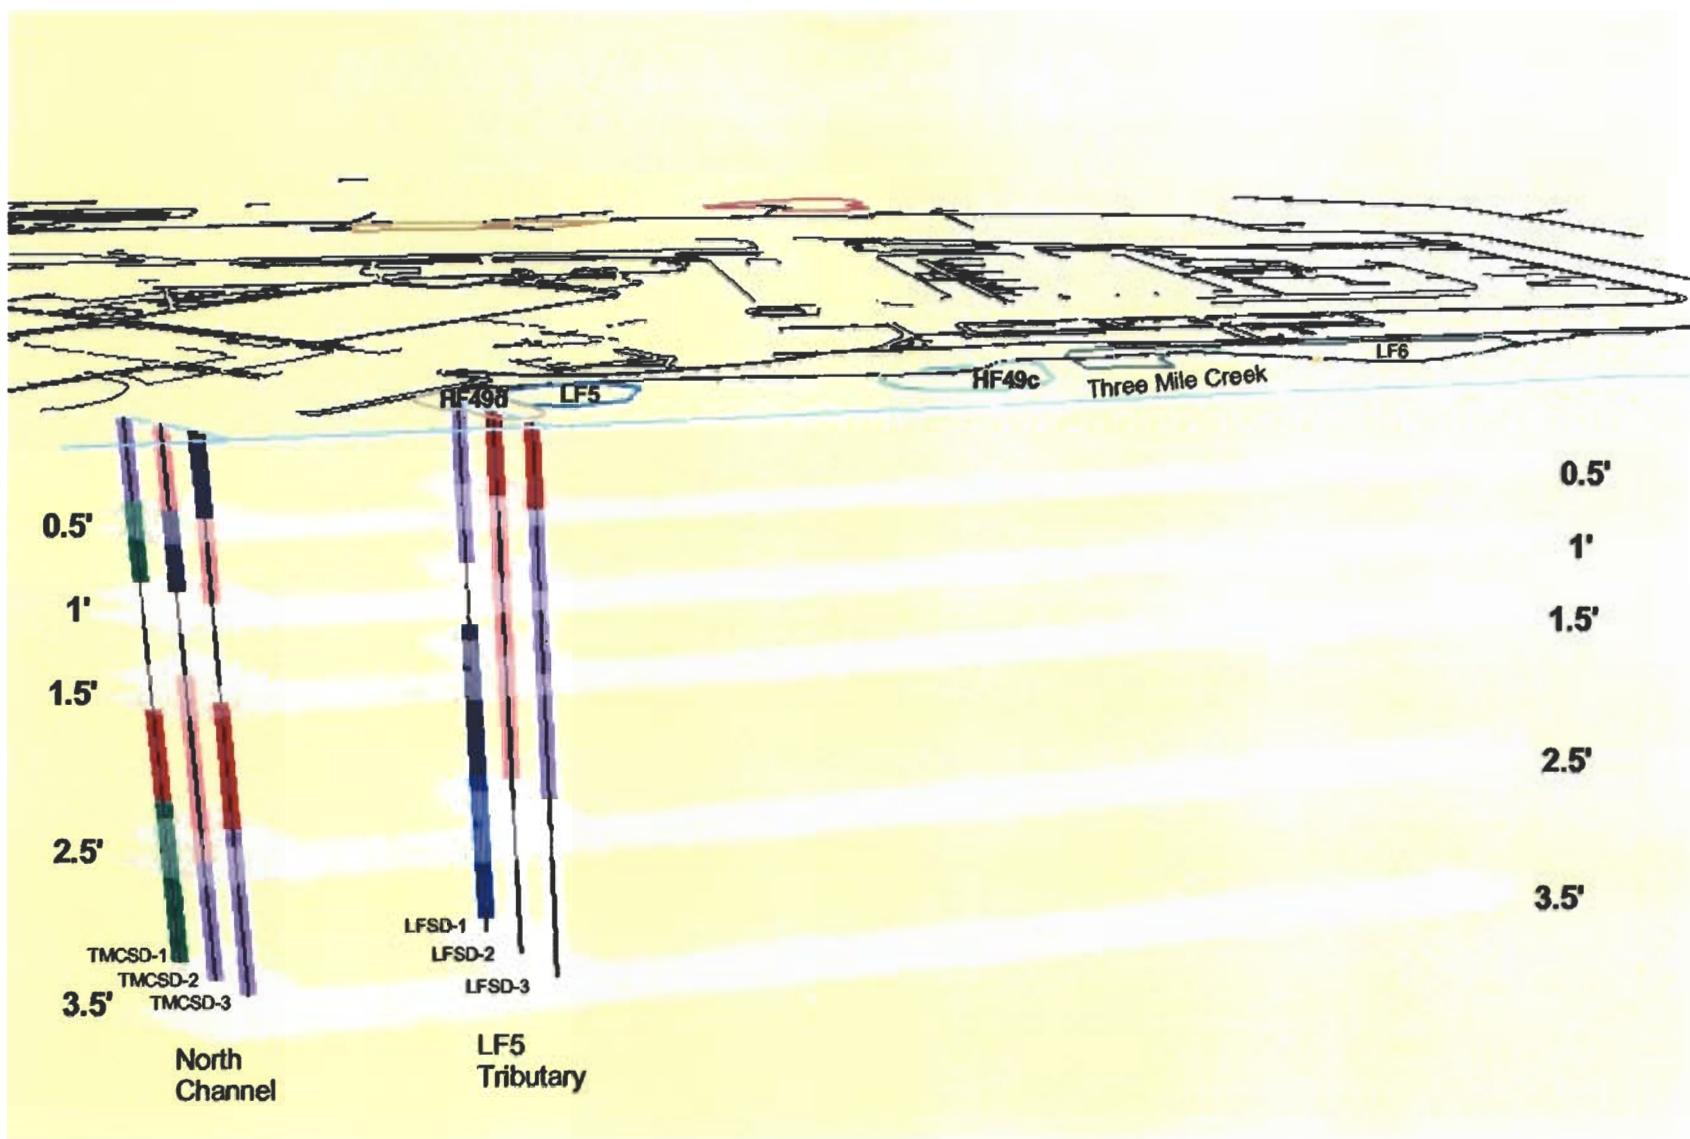 LF6
HF49c
Three Mile Creek
LF5
0.5'
1'
1.5'
2.5'
3.5'
0.5'
1'
1.5'
2.5'
3.5'
LFSD-1
LFSD-2
LFSD-3
TMCSD-1
TMCSD-2
TMCSD-3
North
Channel
LF5
Tributary